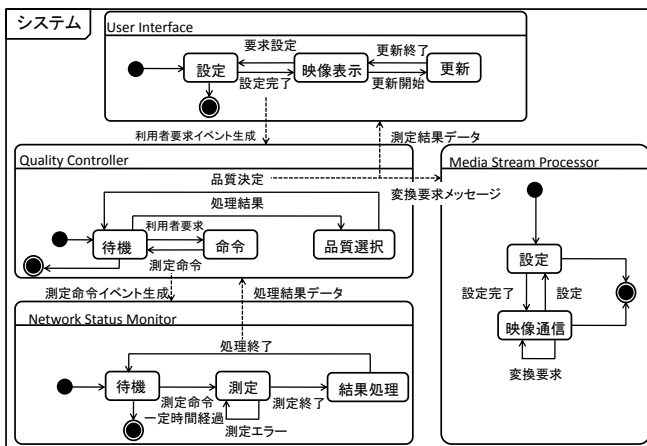 システム
User Interface
要求設定
更新終了
設定
映像表示
更新
設定完了
更新開始
利用者要求イベント生成
測定結果データ
Quality Controller
Media Stream Processor
品質決定
変換要求メッセージ
処理結果
利用者要求
待機
命令
品質選択
測定命令
設定
測定命令イベント生成
処理結果データ
設定完了
設定
Network Status Monitor
映像通信
処理終了
変換要求
待機
測定
結果処理
測定命令
測定終了
一定時間経過
測定エラー